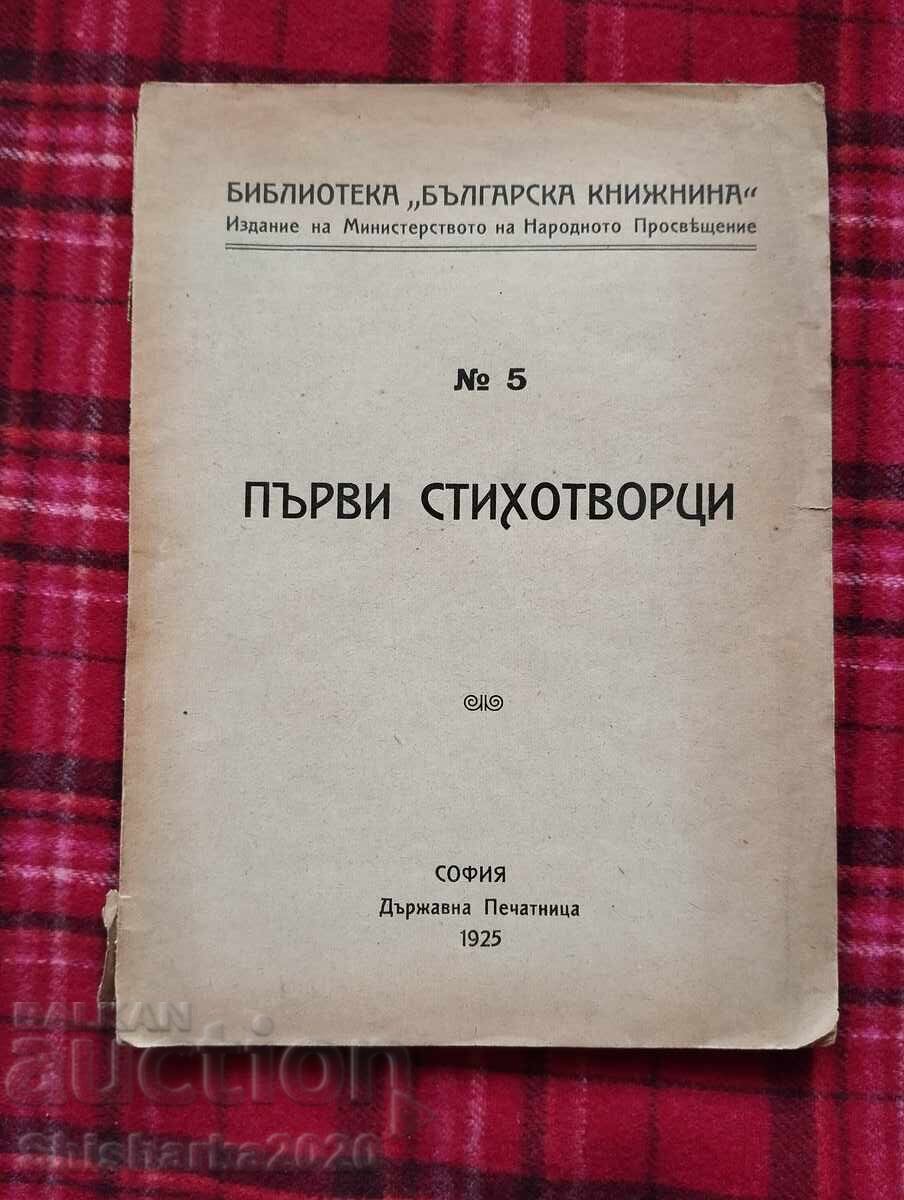 БИБЛИОТЕКА „БЪЛГАРСКА КНИЖНИНА“
Издание на Министерството на Народното Просвѣщение
№ 5
ПЪРВИ СТИХОТВОРЦИ
СОФИЯ
Държавна Печатница
1925
BALKAN
auction
Shisharka2020